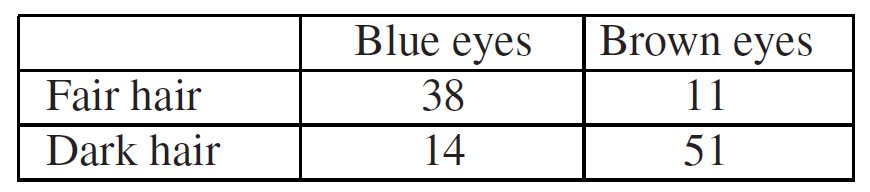 Blue eyes Brown eyes
Fair hair 38 11
Dark hair 14 51